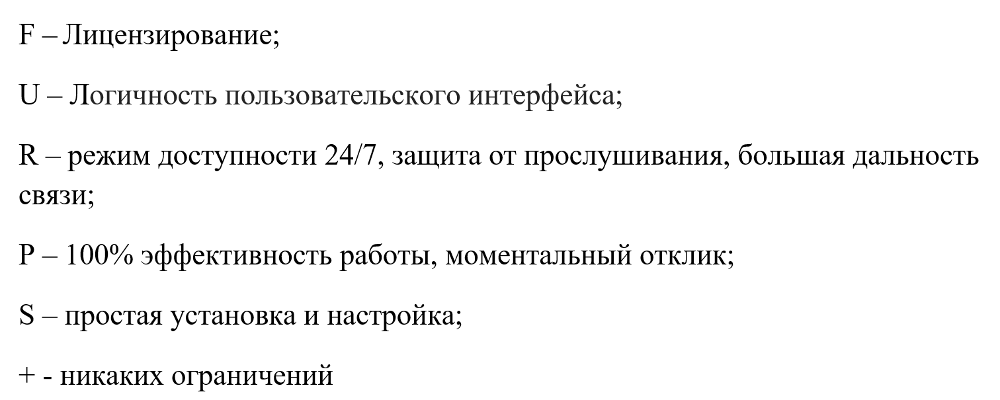 F – Лицензирование;
U – Логичность пользовательского интерфейса;
R – режим доступности 24/7, защита от прослушивания, большая дальность
связи;
P – 100% эффективность работы, моментальный отклик;
S – простая установка и настройка;
+ - никаких ограничений